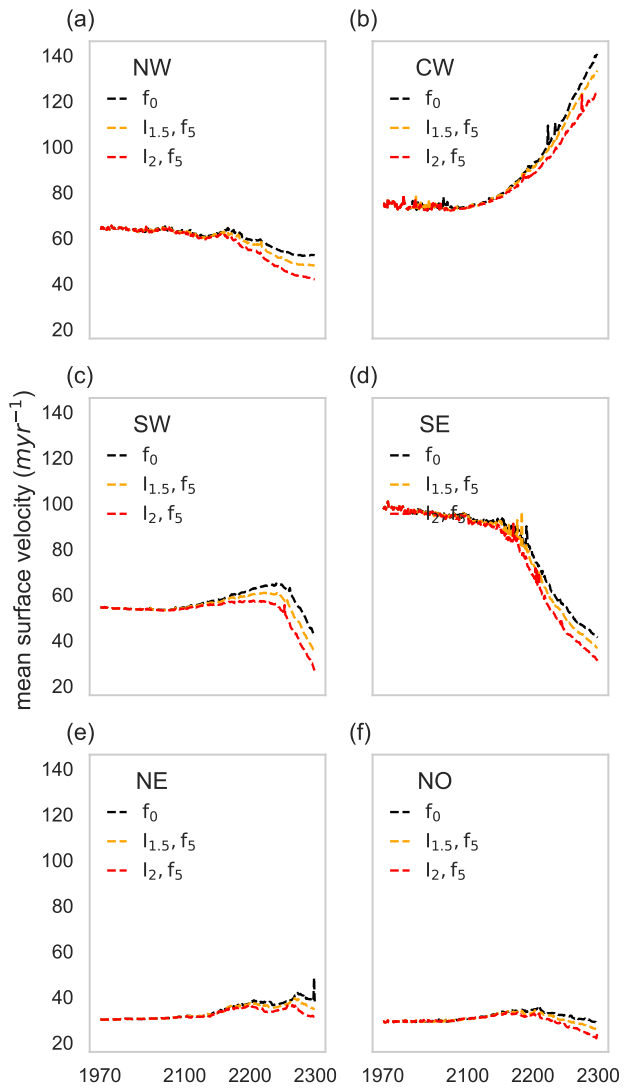 (a)
NW
f₀
I₁.₅, f₅
I₂, f₅
140
120
100
80
60
40
20
(b)
CW
f₀
I₁.₅, f₅
I₂, f₅
mean surface velocity (myr⁻¹)
(c)
SW
f₀
I₁.₅, f₅
I₂, f₅
140
120
100
80
60
40
20
(d)
SE
f₀
I₁.₅, f₅
I₂, f₅
(e)
NE
f₀
I₁.₅, f₅
I₂, f₅
140
120
100
80
60
40
20
1970 2100 2200 2300
(f)
NO
f₀
I₁.₅, f₅
I₂, f₅
1970 2100 2200 2300